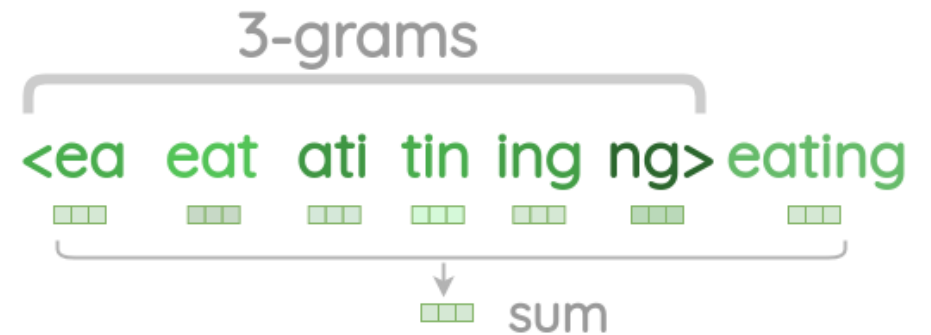 3-grams
<ea eat ati tin ing ng> eating
sum